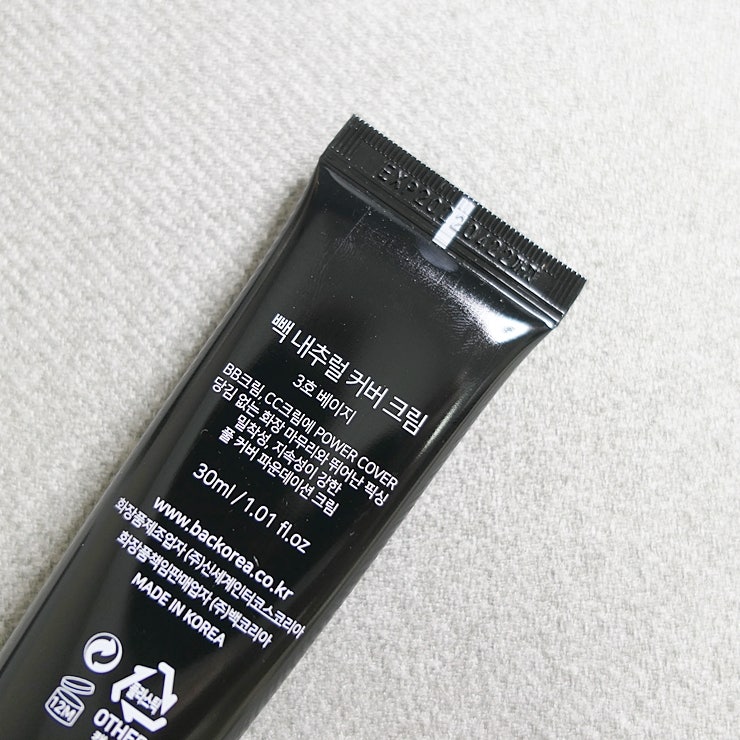 빽 내추럴 커버 크림
3호 베이지
BB크림, CC크림에 POWER COVER
당김 없는 화장 마무리와 뛰어난 픽싱
밀착성, 지속성이 강한
풀 커버 파운데이션 크림
30ml / 1.01 fl.oz
www.backorea.co.kr
화장품제조업자 (주)신세계인터코스코리아
화장품책임판매업자 (주)백코리아
MADE IN KOREA
플라스틱
12M
OTHER